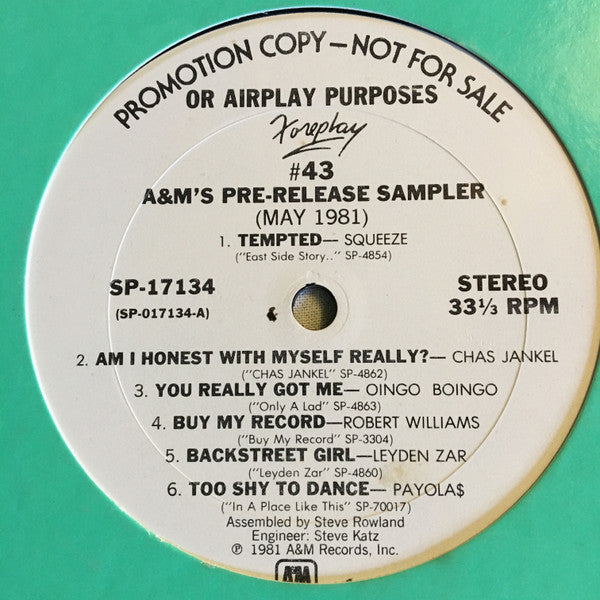 PROMOTION COPY—NOT FOR SALE
OR AIRPLAY PURPOSES
Foreplay
#43
A&M'S PRE-RELEASE SAMPLER
(MAY 1981)
1. TEMPTED— SQUEEZE
("East Side Story.." SP-4854)
SP-17134
(SP-017134-A)
STEREO
33⅓ RPM
2. AM I HONEST WITH MYSELF REALLY?— CHAS JANKEL
("CHAS JANKEL" SP-4862)
3. YOU REALLY GOT ME— OINGO BOINGO
("Only A Lad" SP-4863)
4. BUY MY RECORD—ROBERT WILLIAMS
("Buy My Record" SP-3304)
5. BACKSTREET GIRL—LEYDEN ZAR
("Leyden Zar" SP-4860)
6. TOO SHY TO DANCE— PAYOLA$
("In A Place Like This" SP-70017)
Assembled by Steve Rowland
Engineer: Steve Katz
℗ 1981 A&M Records, Inc.
A&M